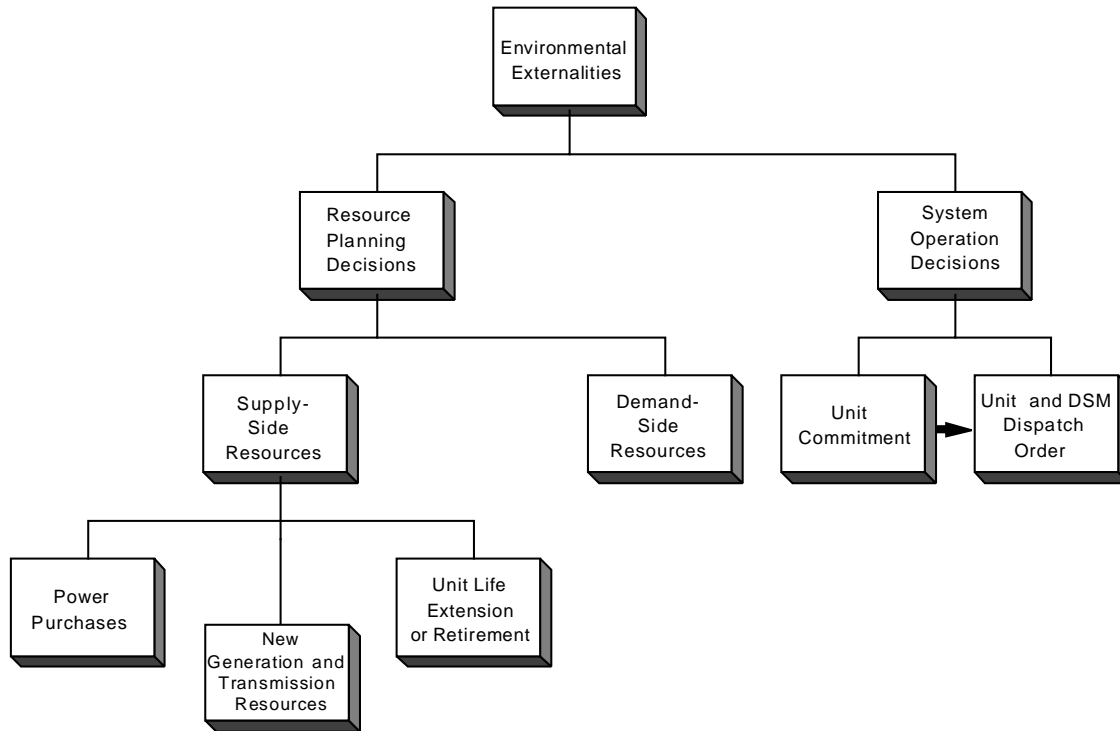 Environmental
Externalities
Resource
Planning
Decisions
System
Operation
Decisions
Supply-
Side
Resources
Demand-
Side
Resources
Unit
Commitment
Unit and DSM
Dispatch
Order
Power
Purchases
New
Generation and
Transmission
Resources
Unit Life
Extension
or Retirement